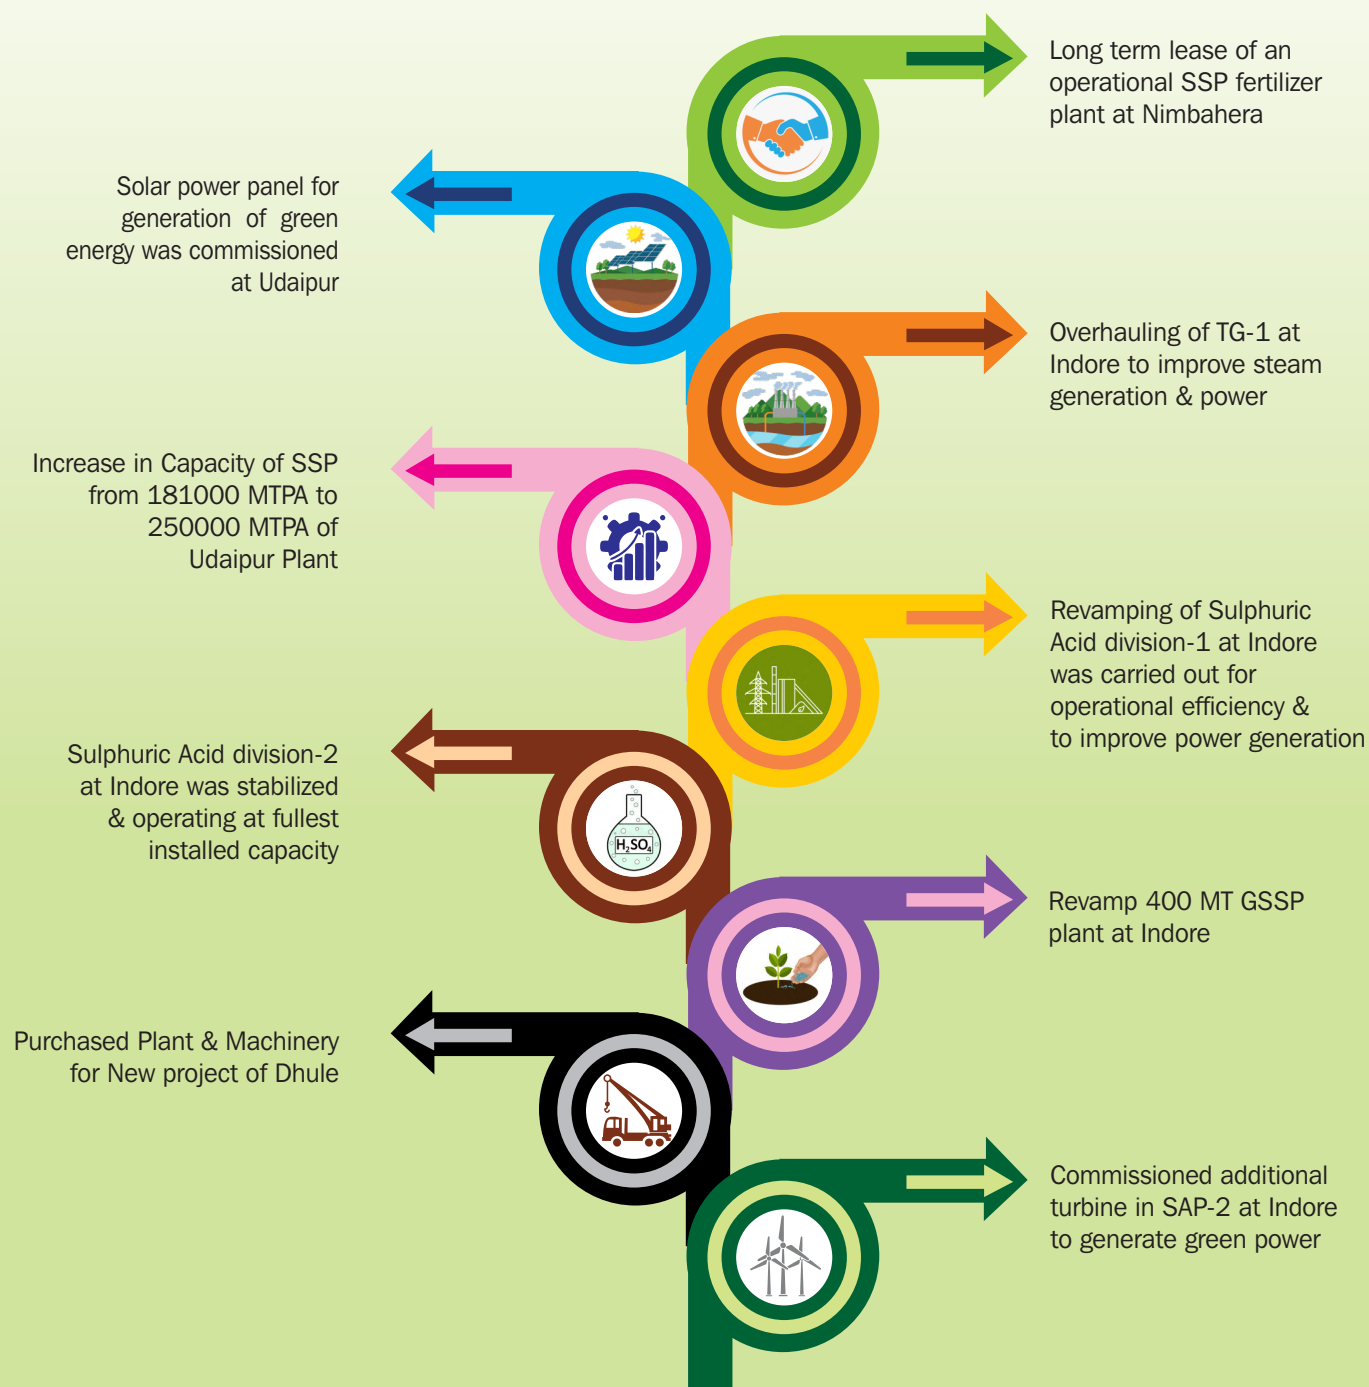 Long term lease of an
operational SSP fertilizer
plant at Nimbahera
Solar power panel for
generation of green
energy was commissioned
at Udaipur
Overhauling of TG-1 at
Indore to improve steam
generation & power
Increase in Capacity of SSP
from 181000 MTPA to
250000 MTPA of
Udaipur Plant
Revamping of Sulphuric
Acid division-1 at Indore
was carried out for
operational efficiency &
to improve power generation
Sulphuric Acid division-2
at Indore was stabilized
& operating at fullest
installed capacity
H₂SO₄
Revamp 400 MT GSSP
plant at Indore
Purchased Plant & Machinery
for New project of Dhule
Commissioned additional
turbine in SAP-2 at Indore
to generate green power